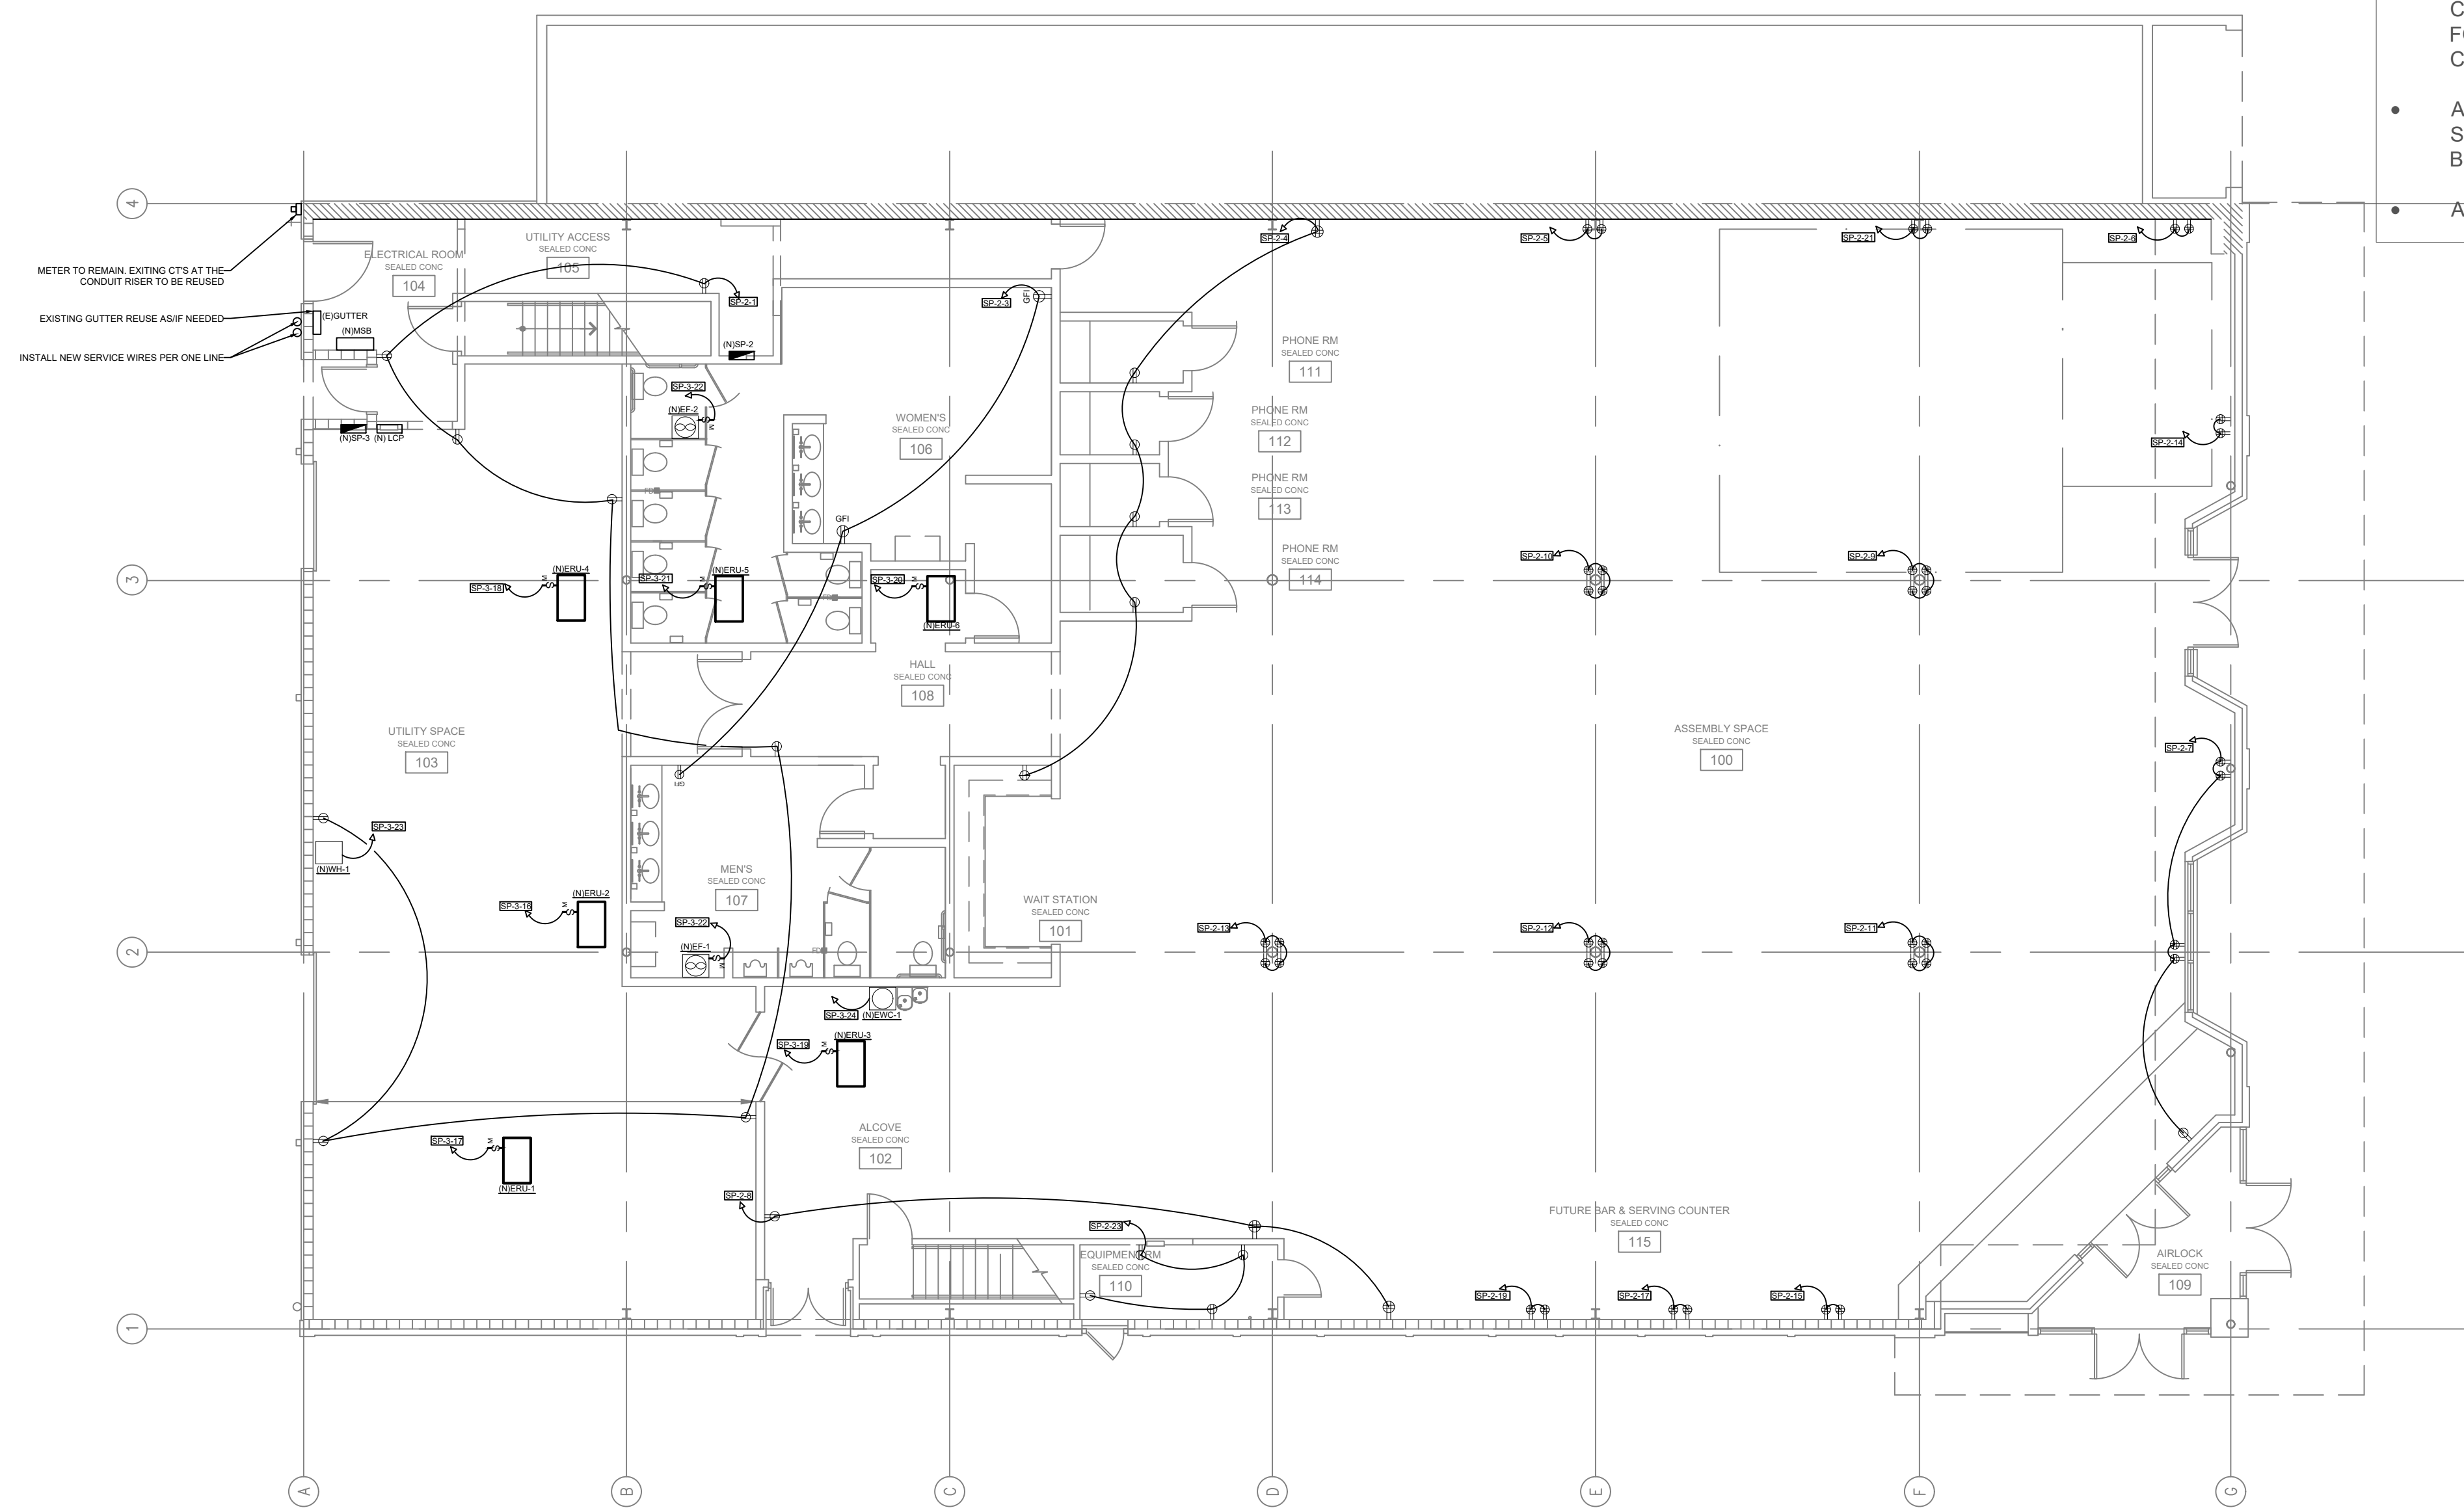 C
F
C
• A
S
B
• A
4
3
2
1
A
B
C
D
E
F
G
METER TO REMAIN. EXITING CT'S AT THE
CONDUIT RISER TO BE REUSED
EXISTING GUTTER REUSE AS/IF NEEDED
INSTALL NEW SERVICE WIRES PER ONE LINE
ELECTRICAL ROOM
SEALED CONC
104
UTILITY ACCESS
SEALED CONC
105
(E)GUTTER
(N)MSB
(N)SP-3
(N) LCP
(N)SP-2
SP-2-1
SP-2-3
GFI
SP-2-4
SP-2-5
SP-2-21
SP-2-6
SP-3-22
(N)EF-2
S
M
WOMEN'S
SEALED CONC
106
GFI
PHONE RM
SEALED CONC
111
PHONE RM
SEALED CONC
112
PHONE RM
SEALED CONC
113
PHONE RM
SEALED CONC
114
SP-2-14
SP-2-10
SP-2-9
SP-3-18
S
M
(N)ERU-4
SP-3-21
S
M
(N)ERU-5
SP-3-20
S
M
(N)ERU-6
HALL
SEALED CONC
108
UTILITY SPACE
SEALED CONC
103
ASSEMBLY SPACE
SEALED CONC
100
SP-2-7
GFI
SP-3-23
(N)WH-1
MEN'S
SEALED CONC
107
WAIT STATION
SEALED CONC
101
SP-3-16
S
M
(N)ERU-2
SP-3-22
(N)EF-1
S
M
SP-2-13
SP-2-12
SP-2-11
SP-3-24
(N)EWC-1
SP-3-19
S
M
(N)ERU-3
SP-3-17
S
M
(N)ERU-1
ALCOVE
SEALED CONC
102
SP-2-8
SP-2-23
EQUIPMENT RM
SEALED CONC
110
FUTURE BAR & SERVING COUNTER
SEALED CONC
115
SP-2-19
SP-2-17
SP-2-15
AIRLOCK
SEALED CONC
109